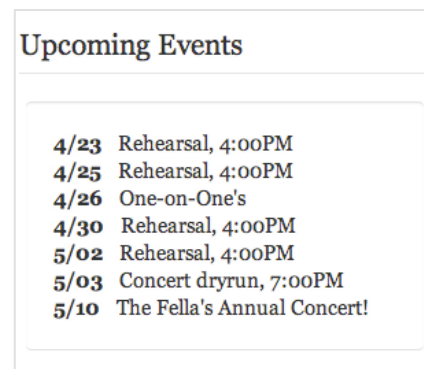 Upcoming Events
4/23 Rehearsal, 4:00PM
4/25 Rehearsal, 4:00PM
4/26 One-on-One's
4/30 Rehearsal, 4:00PM
5/02 Rehearsal, 4:00PM
5/03 Concert dryrun, 7:00PM
5/10 The Fella's Annual Concert!